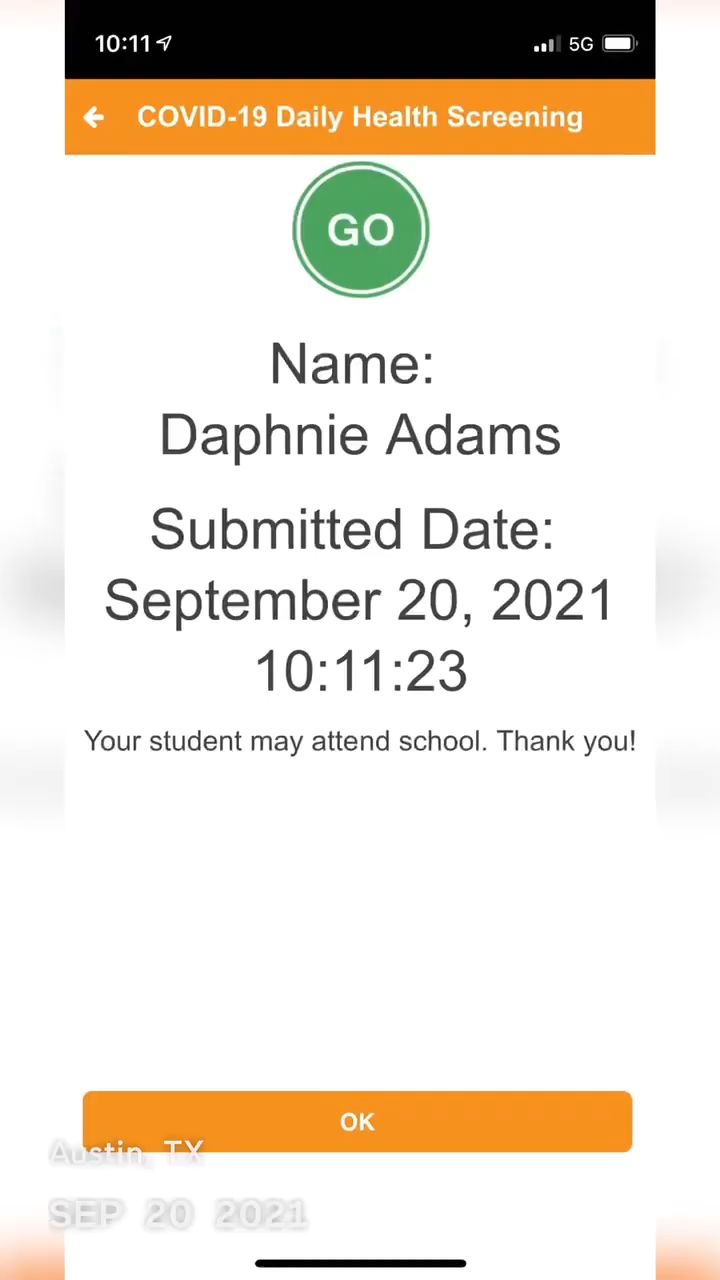 10:11
5G
COVID-19 Daily Health Screening
GO
Name:
Daphnie Adams
Submitted Date:
September 20, 2021
10:11:23
Your student may attend school. Thank you!
OK
Austin, TX
SEP 20 2021